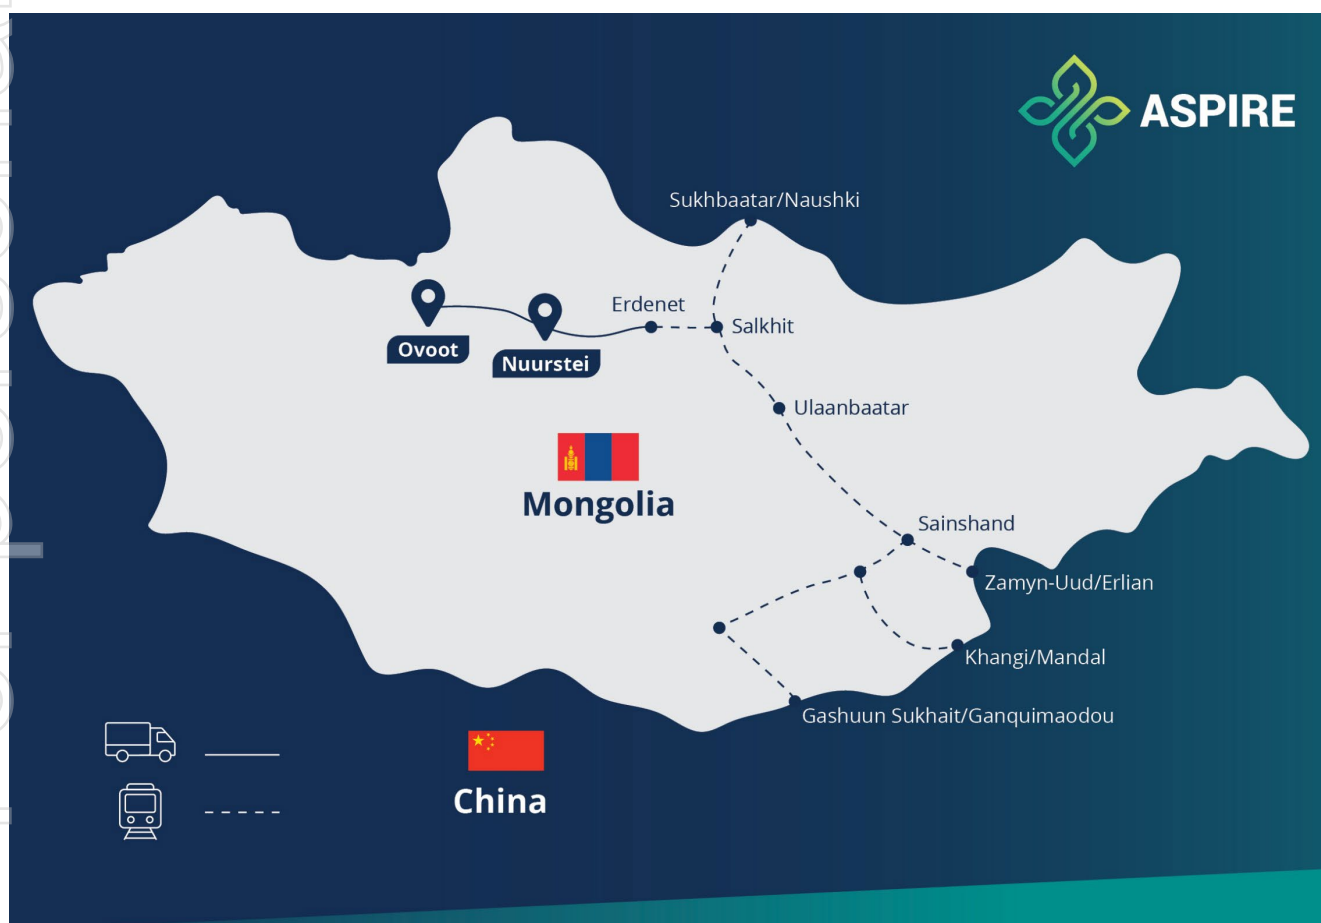 ASPIRE
Sukhbaatar/Naushki
Erdenet
Salkhit
Ovoot
Nuurstei
Ulaanbaatar
Mongolia
Sainshand
Zamyn-Uud/Erlian
Khangi/Mandal
Gashuun Sukhait/Ganquimaodou
China